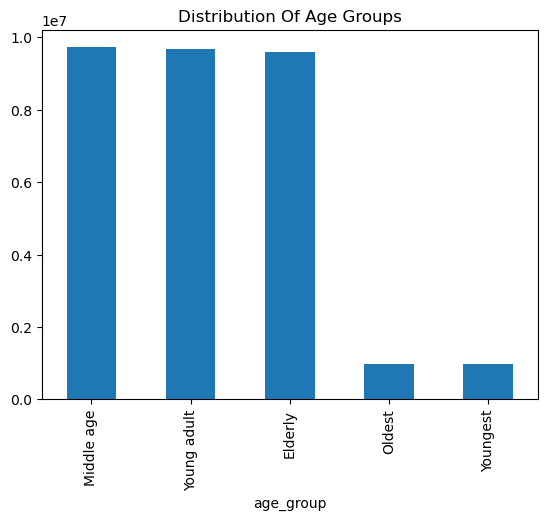 Distribution Of Age Groups
1e7
1.0
0.8
0.6
0.4
0.2
0.0
Middle age
Young adult
Elderly
Oldest
Youngest
age_group